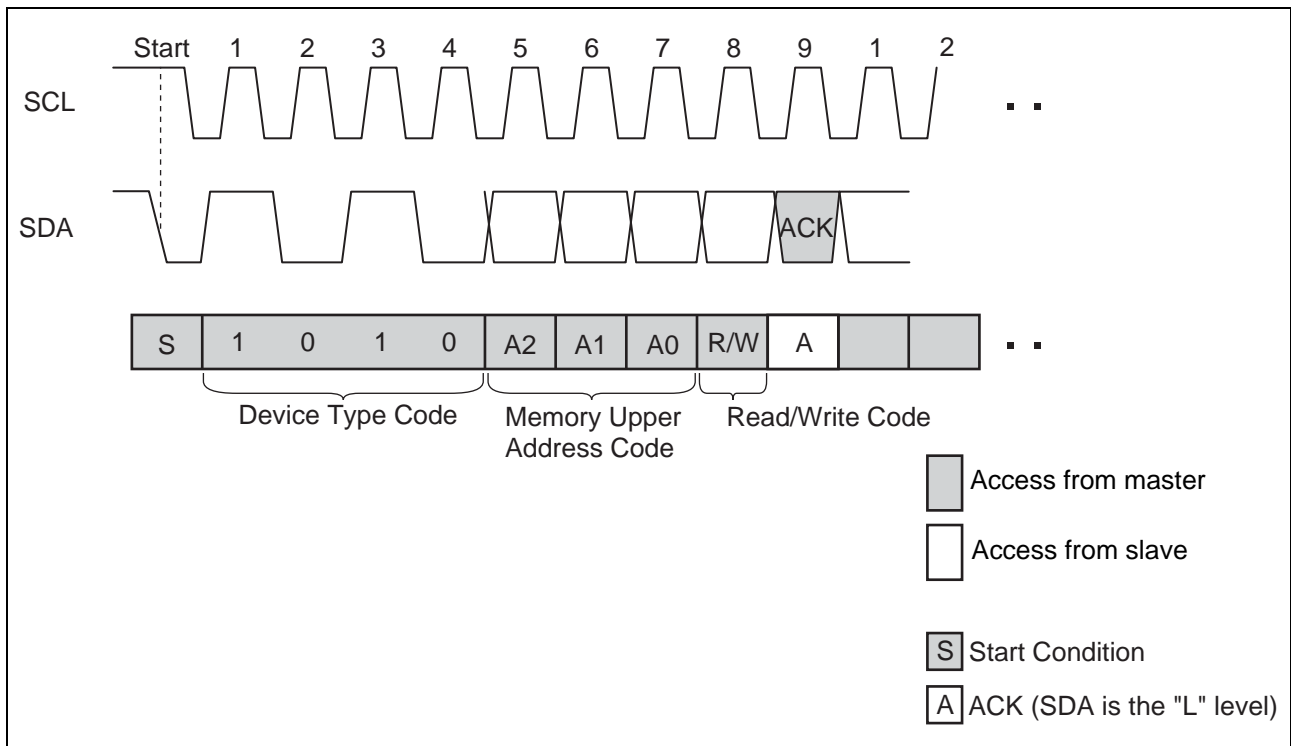 Start 1 2 3 4 5 6 7 8 9 1 2
SCL
SDA
ACK
S 1 0 1 0 A2 A1 A0 R/W A
Device Type Code
Memory Upper
Address Code
Read/Write Code
Access from master
Access from slave
S Start Condition
A ACK (SDA is the "L" level)